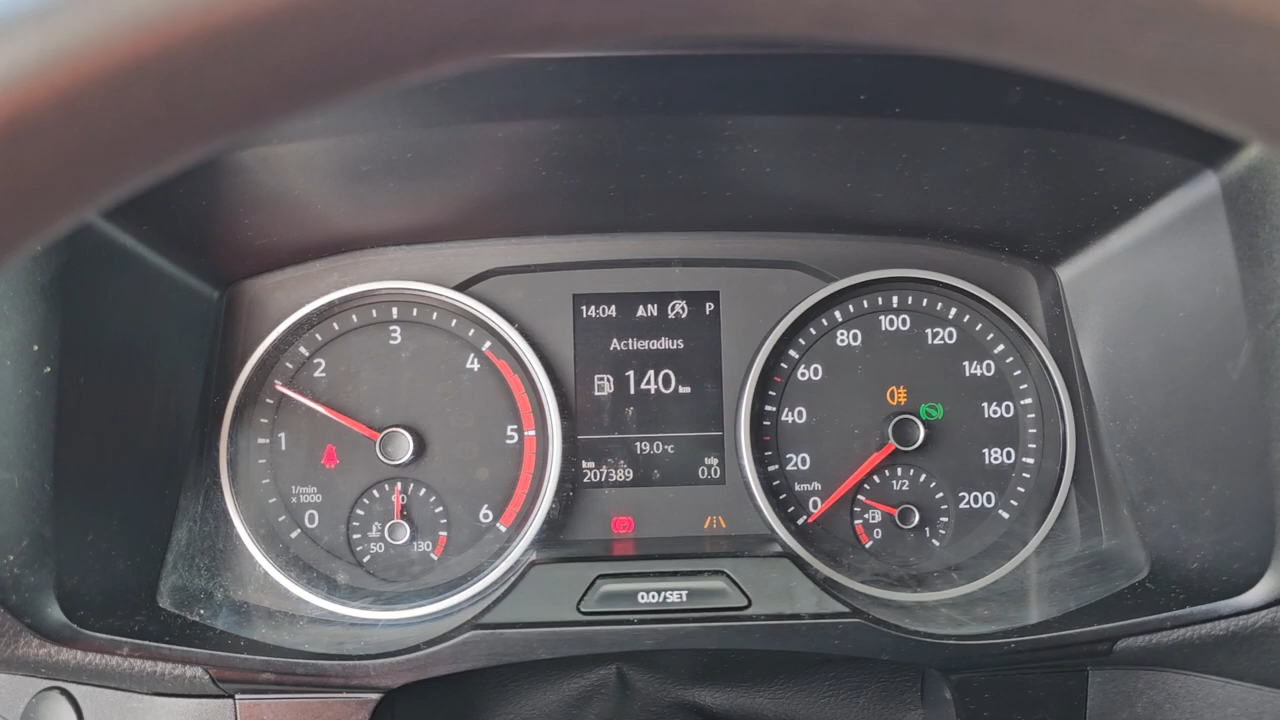 1/min
x 1000
0
1
2
3
4
5
6
50
90
130
14:04 AN P
Actieradius
140 km
19.0 °C
km
207389
trip
0.0
0.0/SET
km/h
0
20
40
60
80
100
120
140
160
180
200
0
1/2
1